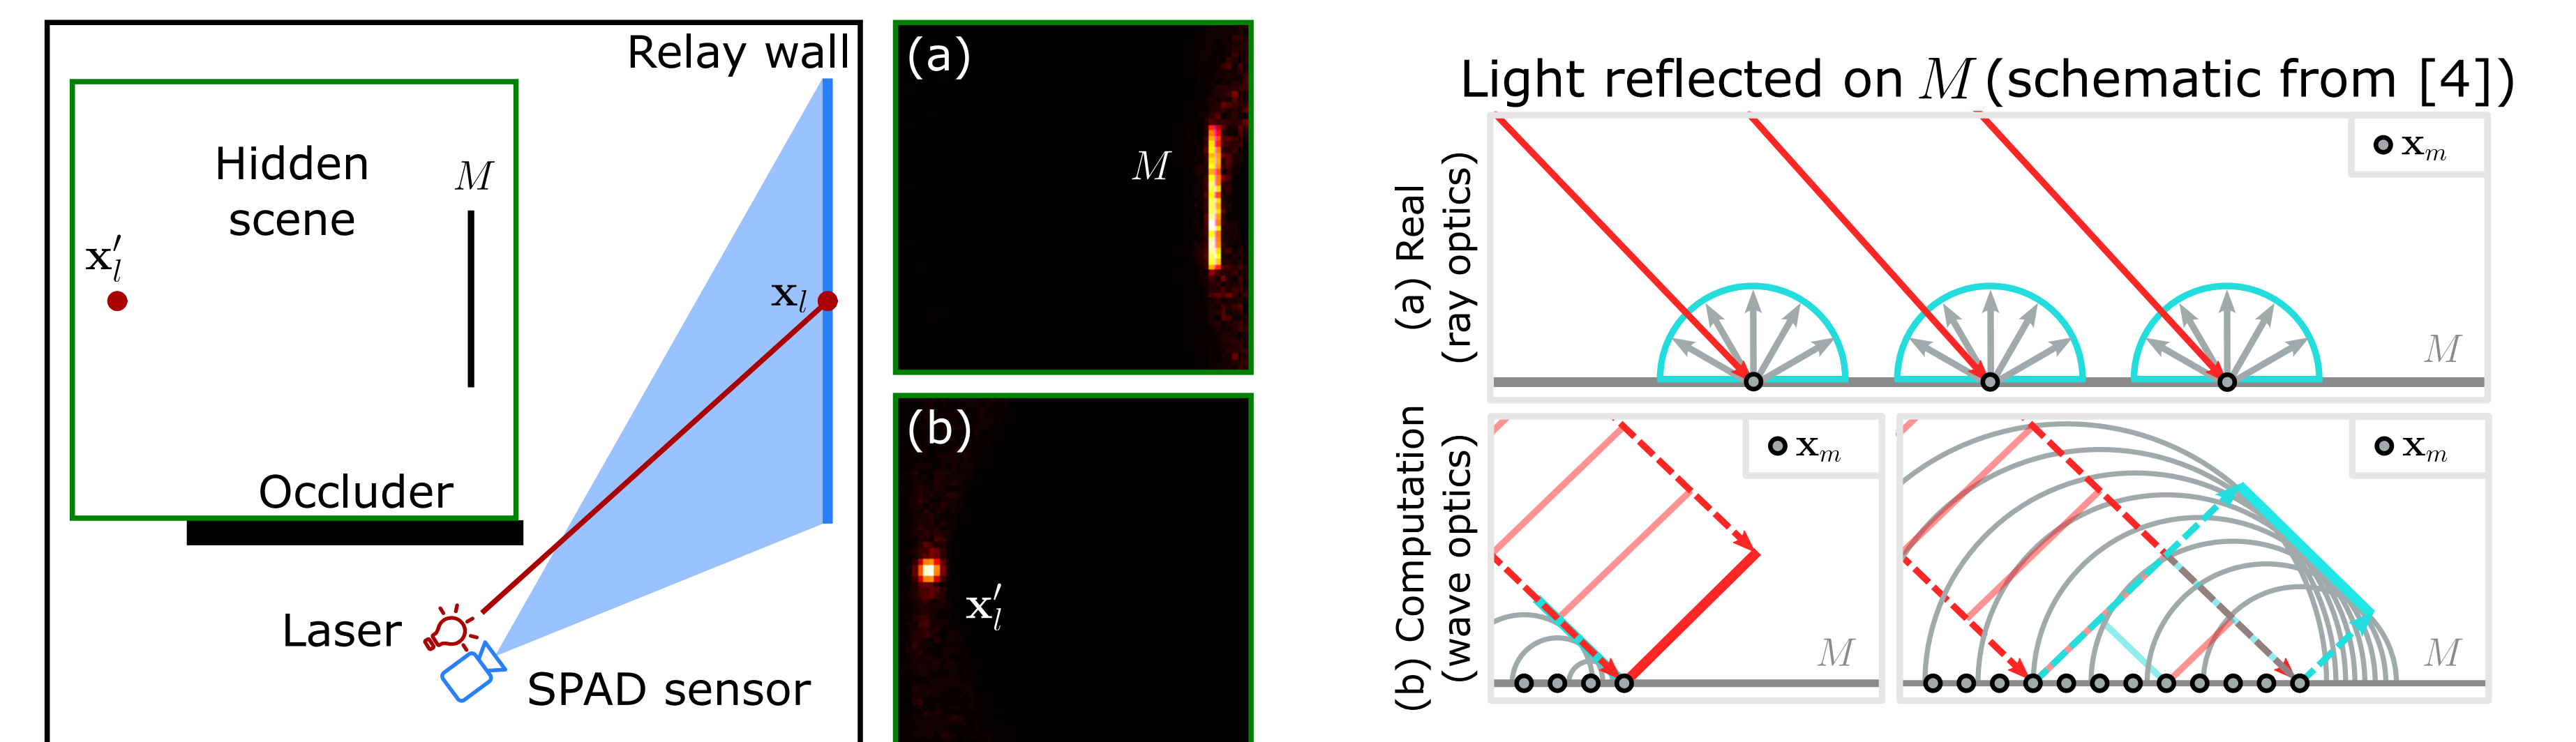 Relay wall
Hidden
scene
M
x′l
xl
Occluder
Laser
SPAD sensor
(a)
M
(b)
x′l
Light reflected on M (schematic from [4])
(a) Real
(ray optics)
xm
M
(b) Computation
(wave optics)
xm
M
xm
M